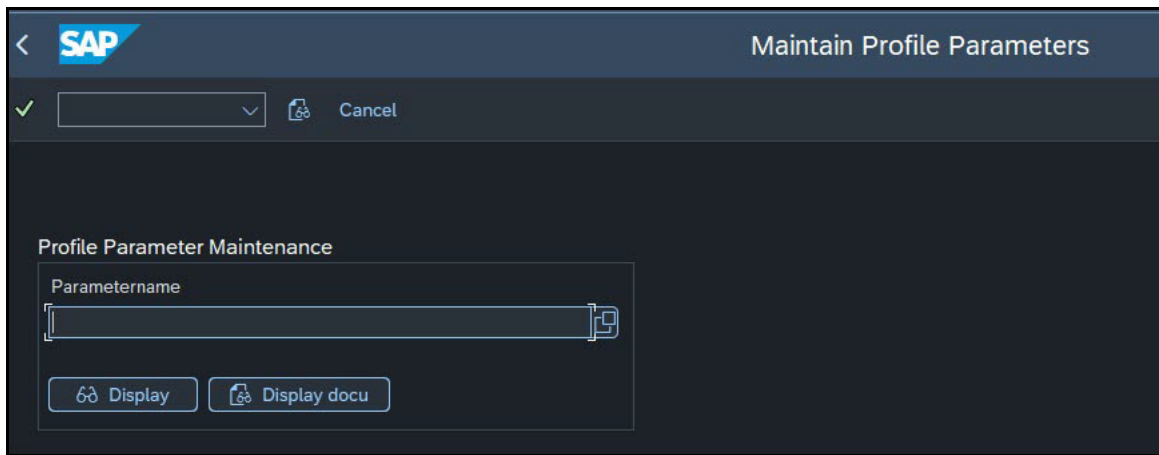 SAP
Maintain Profile Parameters
Cancel
Profile Parameter Maintenance
Parametername
Display
Display docu